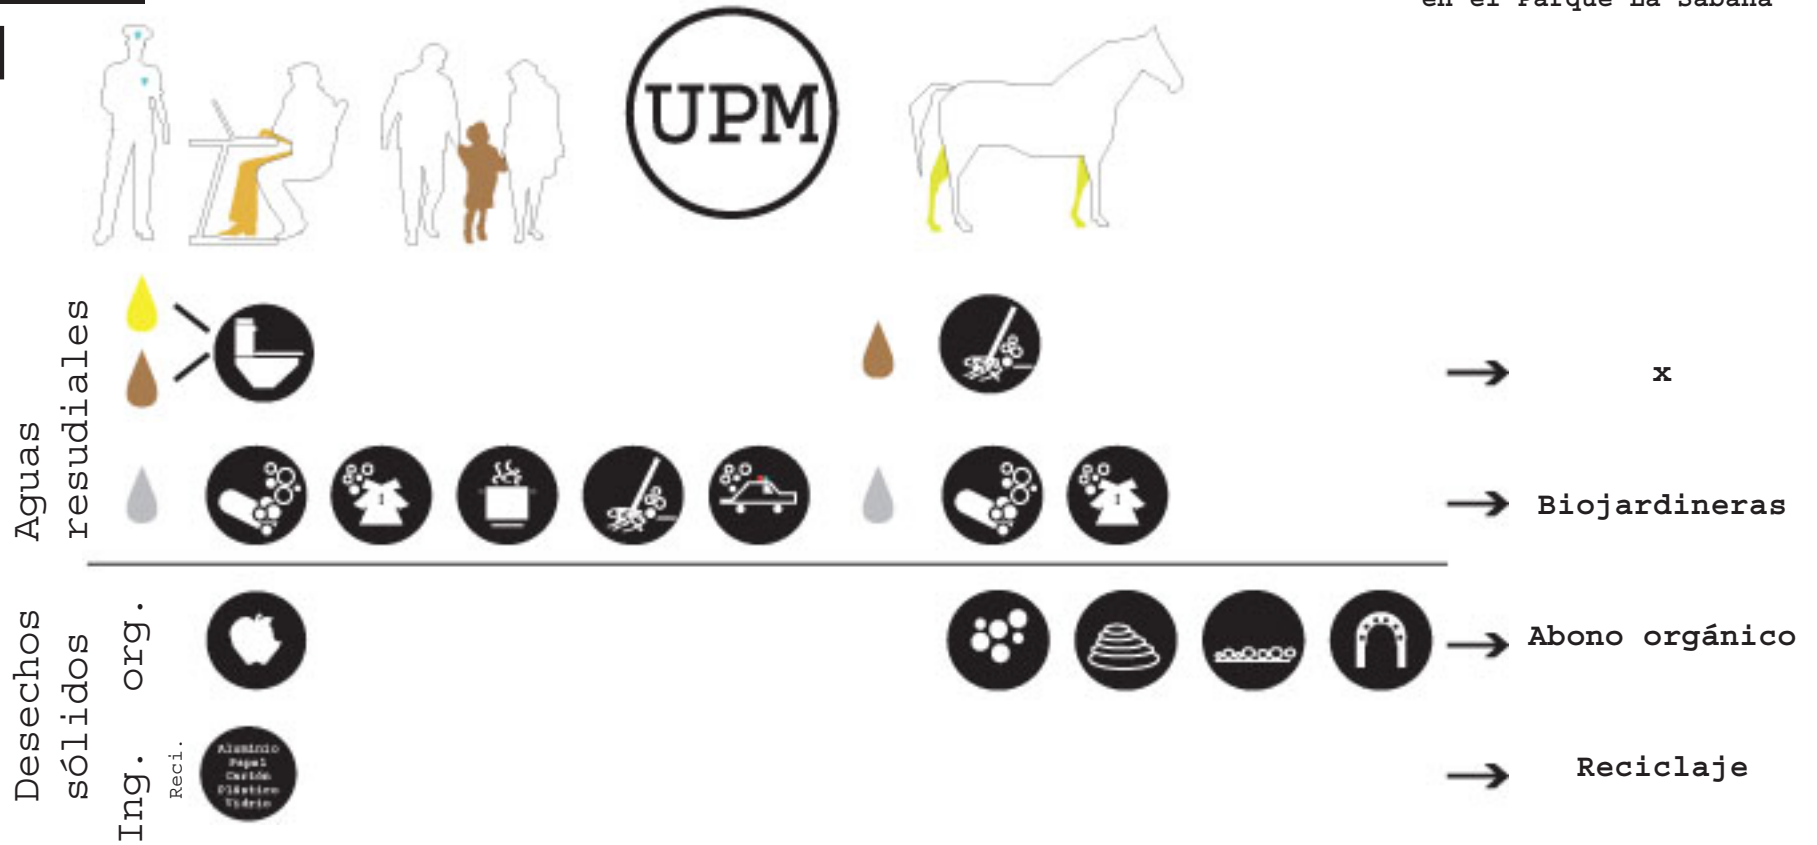 en el Parque La Sabana
UPM
Aguas
resudiales
x
Biojardineras
Desechos
sólidos
org.
Abono orgánico
Ing.
Reci.
Aluminio
Papel
Cartón
Plástico
Vidrio
Reciclaje